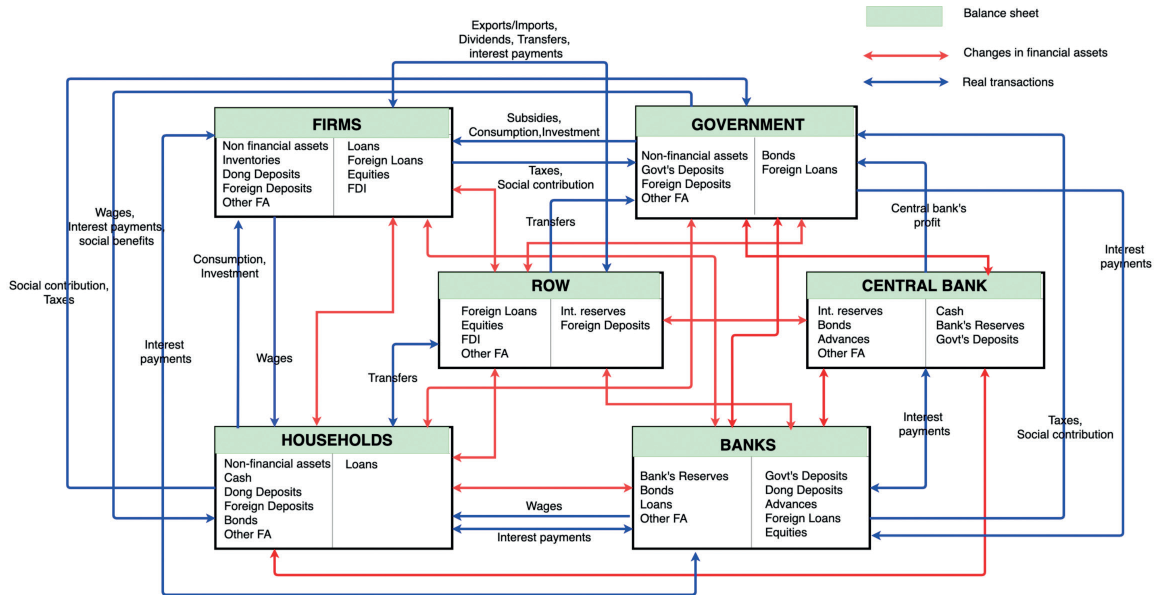 Exports/Imports,
Dividends, Transfers,
interest payments
Balance sheet
Changes in financial assets
Real transactions
FIRMS
Non financial assets
Inventories
Dong Deposits
Foreign Deposits
Other FA
Loans
Foreign Loans
Equities
FDI
Subsidies,
Consumption,Investment
Taxes,
Social contribution
Transfers
GOVERNMENT
Non-financial assets
Govt's Deposits
Foreign Deposits
Other FA
Bonds
Foreign Loans
Wages,
Interest payments,
social benefits
Social contribution,
Taxes
Consumption,
Investment
Interest
payments
Wages
Central bank's
profit
Interest
payments
ROW
Foreign Loans
Equities
FDI
Other FA
Int. reserves
Foreign Deposits
CENTRAL BANK
Int. reserves
Bonds
Advances
Other FA
Cash
Bank's Reserves
Govt's Deposits
Transfers
Interest
payments
Taxes,
Social contribution
HOUSEHOLDS
Non-financial assets
Cash
Dong Deposits
Foreign Deposits
Bonds
Other FA
Loans
Wages
Interest payments
BANKS
Bank's Reserves
Bonds
Loans
Other FA
Govt's Deposits
Dong Deposits
Advances
Foreign Loans
Equities